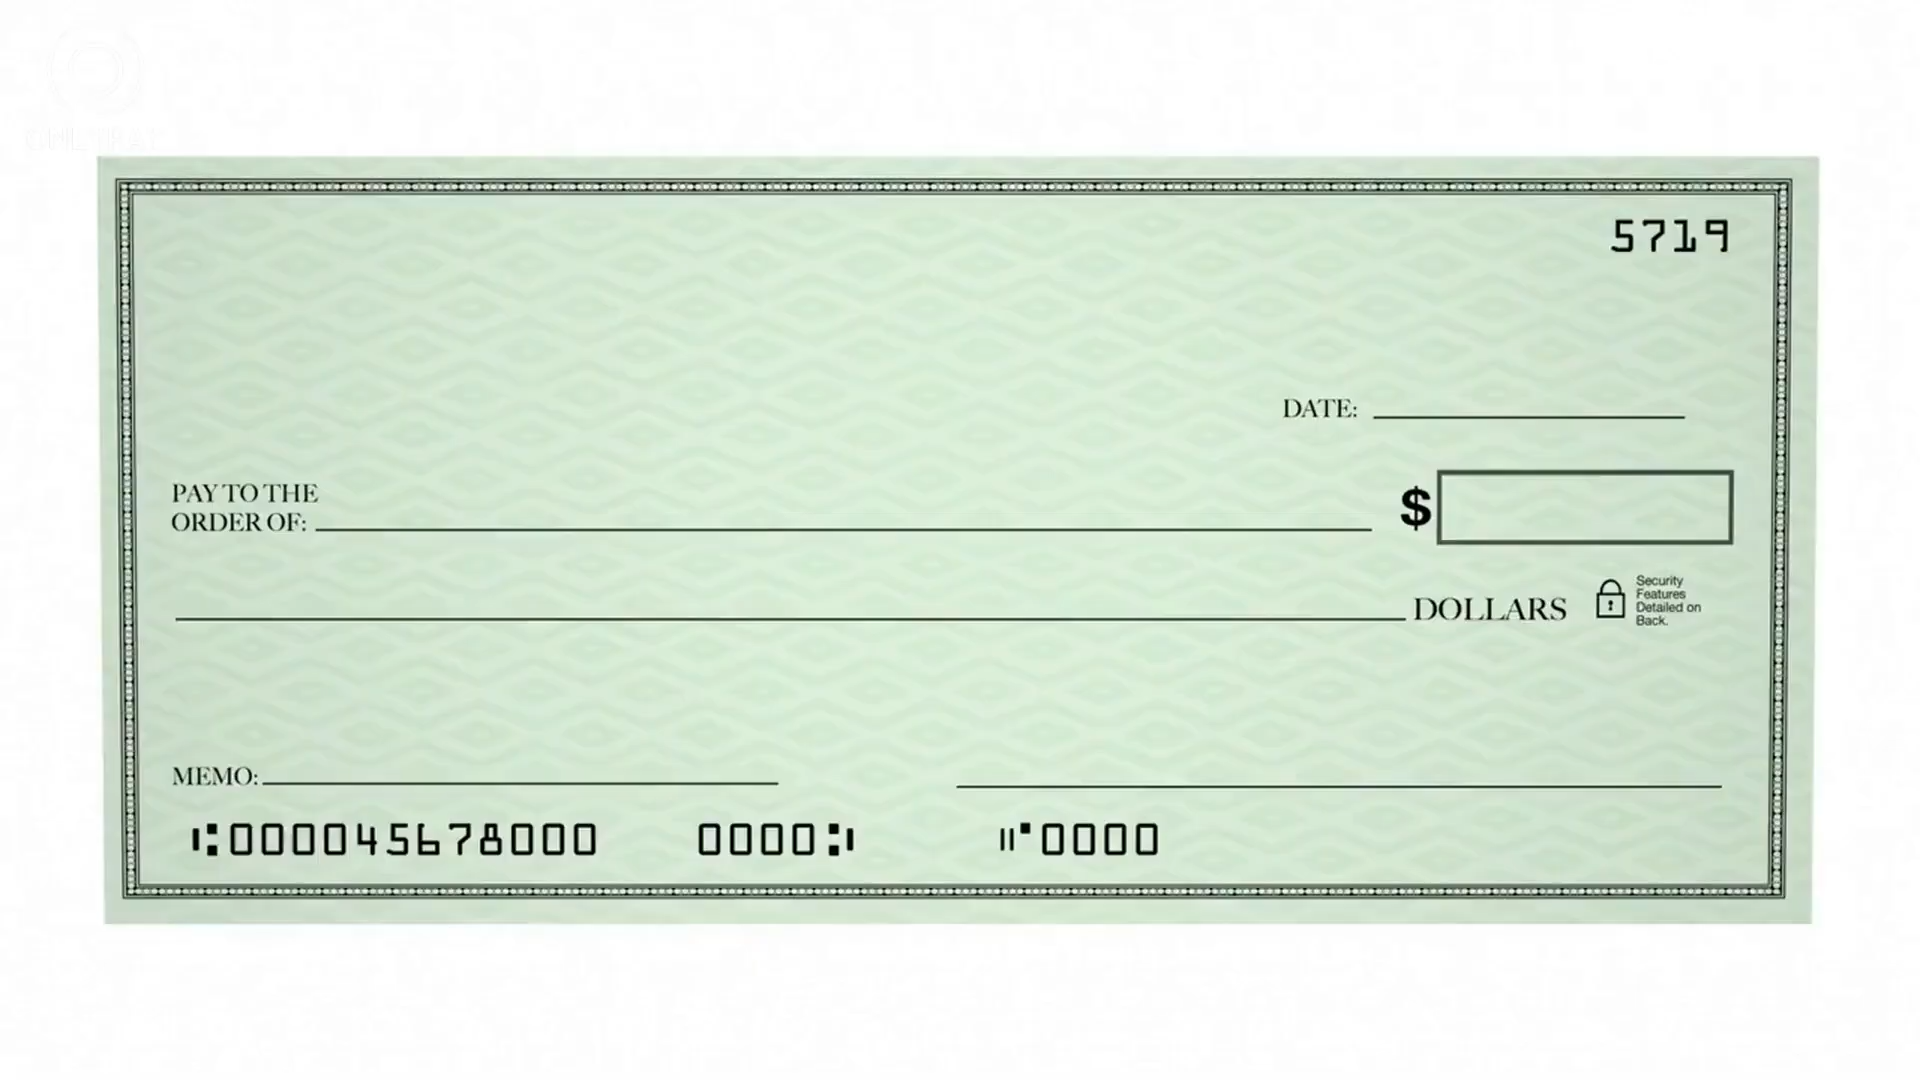 5719
DATE:
PAY TO THE
ORDER OF:
$
DOLLARS
Security
Features
Detailed on
Back.
MEMO:
⑆000045678000 0000⑆ ⑈0000